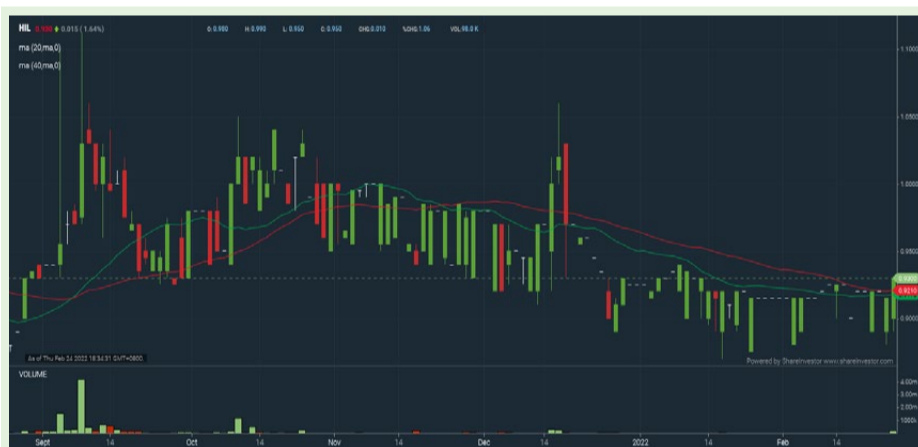 HIL 0.930 0.015 (1.64%) O:0.980 H:0.990 L:0.950 C:0.960 CHG:0.010 %CHG:1.06 VOL:98.0 K
ma (20,ma,0)
ma (40,ma,0)
1.1000
1.0500
1.0000
0.9500
0.9300
0.9210
0.9000
As of Thu Feb 24 2022 18:34:31 GMT+0800
Powered by ShareInvestor www.shareinvestor.com
VOLUME
4.00m
3.00m
2.00m
1000k
Sept 14 Oct 14 Nov 14 Dec 14 2022 14 Feb 14